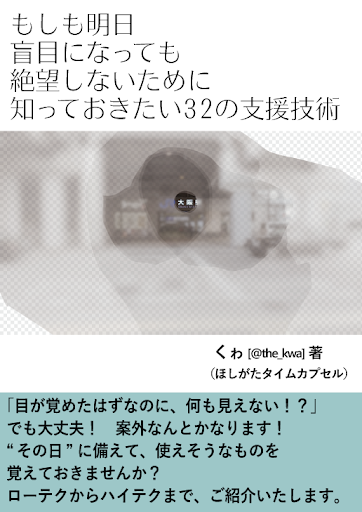 もしも明日
盲目になっても
絶望しないために
知っておきたい32の支援技術
大阪
くゎ [@the_kwa] 著
（ほしがたタイムカプセル）
「目が覚めたはずなのに、何も見えない！？」
でも大丈夫！　案外なんとかなります！
“その日”に備えて、使えそうなものを
覚えておきませんか？
ローテクからハイテクまで、ご紹介いたします。